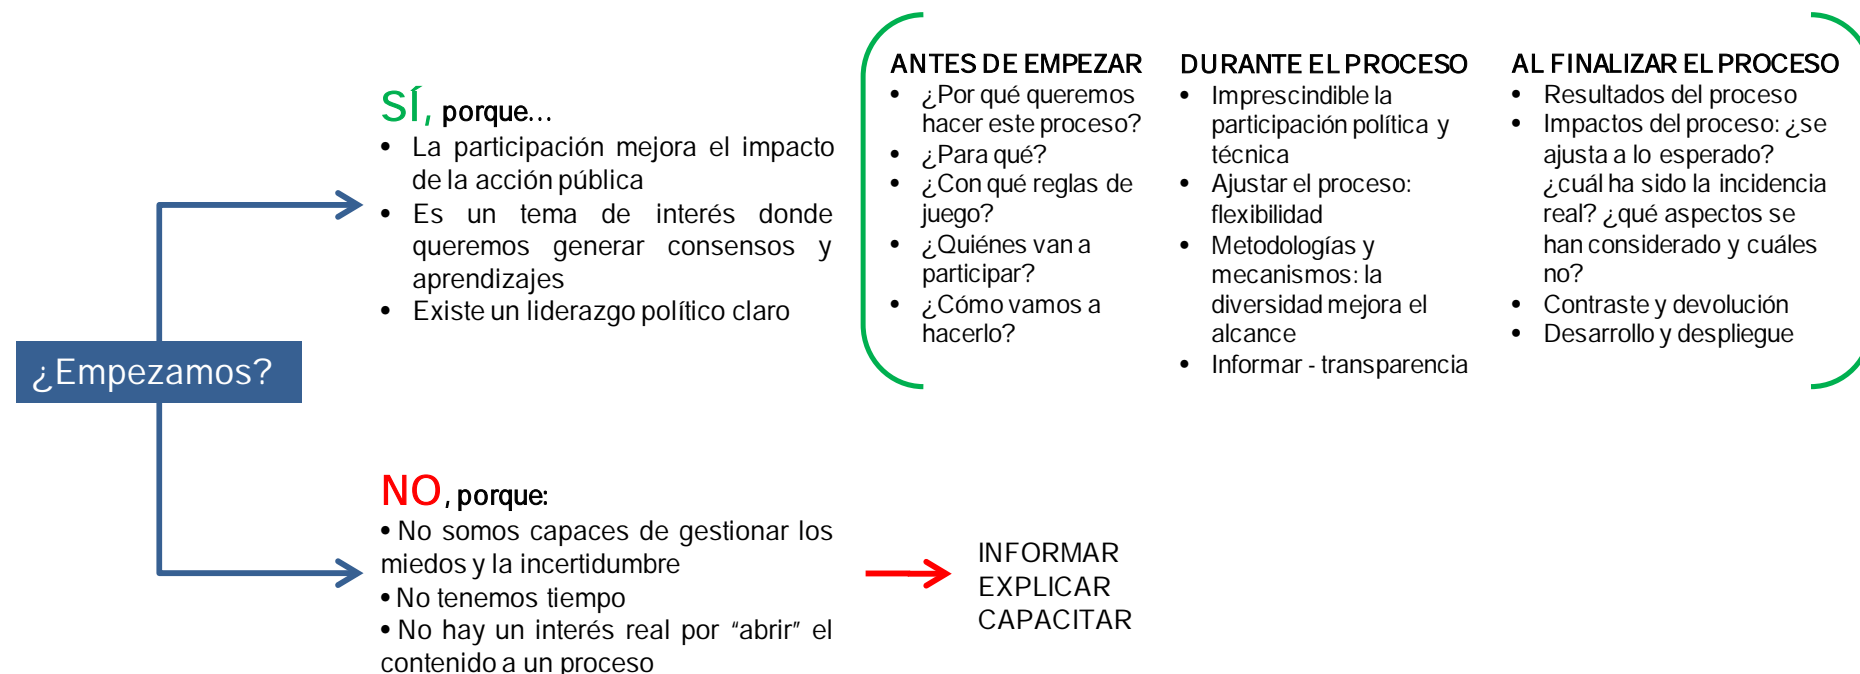 ¿Empezamos?
SÍ, porque...
• La participación mejora el impacto
de la acción pública
• Es un tema de interés donde
queremos generar consensos y
aprendizajes
• Existe un liderazgo político claro
ANTES DE EMPEZAR
• ¿Por qué queremos
hacer este proceso?
• ¿Para qué?
• ¿Con qué reglas de
juego?
• ¿Quiénes van a
participar?
• ¿Cómo vamos a
hacerlo?
DURANTE EL PROCESO
• Imprescindible la
participación política y
técnica
• Ajustar el proceso:
flexibilidad
• Metodologías y
mecanismos: la
diversidad mejora el
alcance
• Informar - transparencia
AL FINALIZAR EL PROCESO
• Resultados del proceso
• Impactos del proceso: ¿se
ajusta a lo esperado?
¿cuál ha sido la incidencia
real? ¿qué aspectos se
han considerado y cuáles
no?
• Contraste y devolución
• Desarrollo y despliegue
NO, porque:
• No somos capaces de gestionar los
miedos y la incertidumbre
• No tenemos tiempo
• No hay un interés real por “abrir” el
contenido a un proceso
INFORMAR
EXPLICAR
CAPACITAR